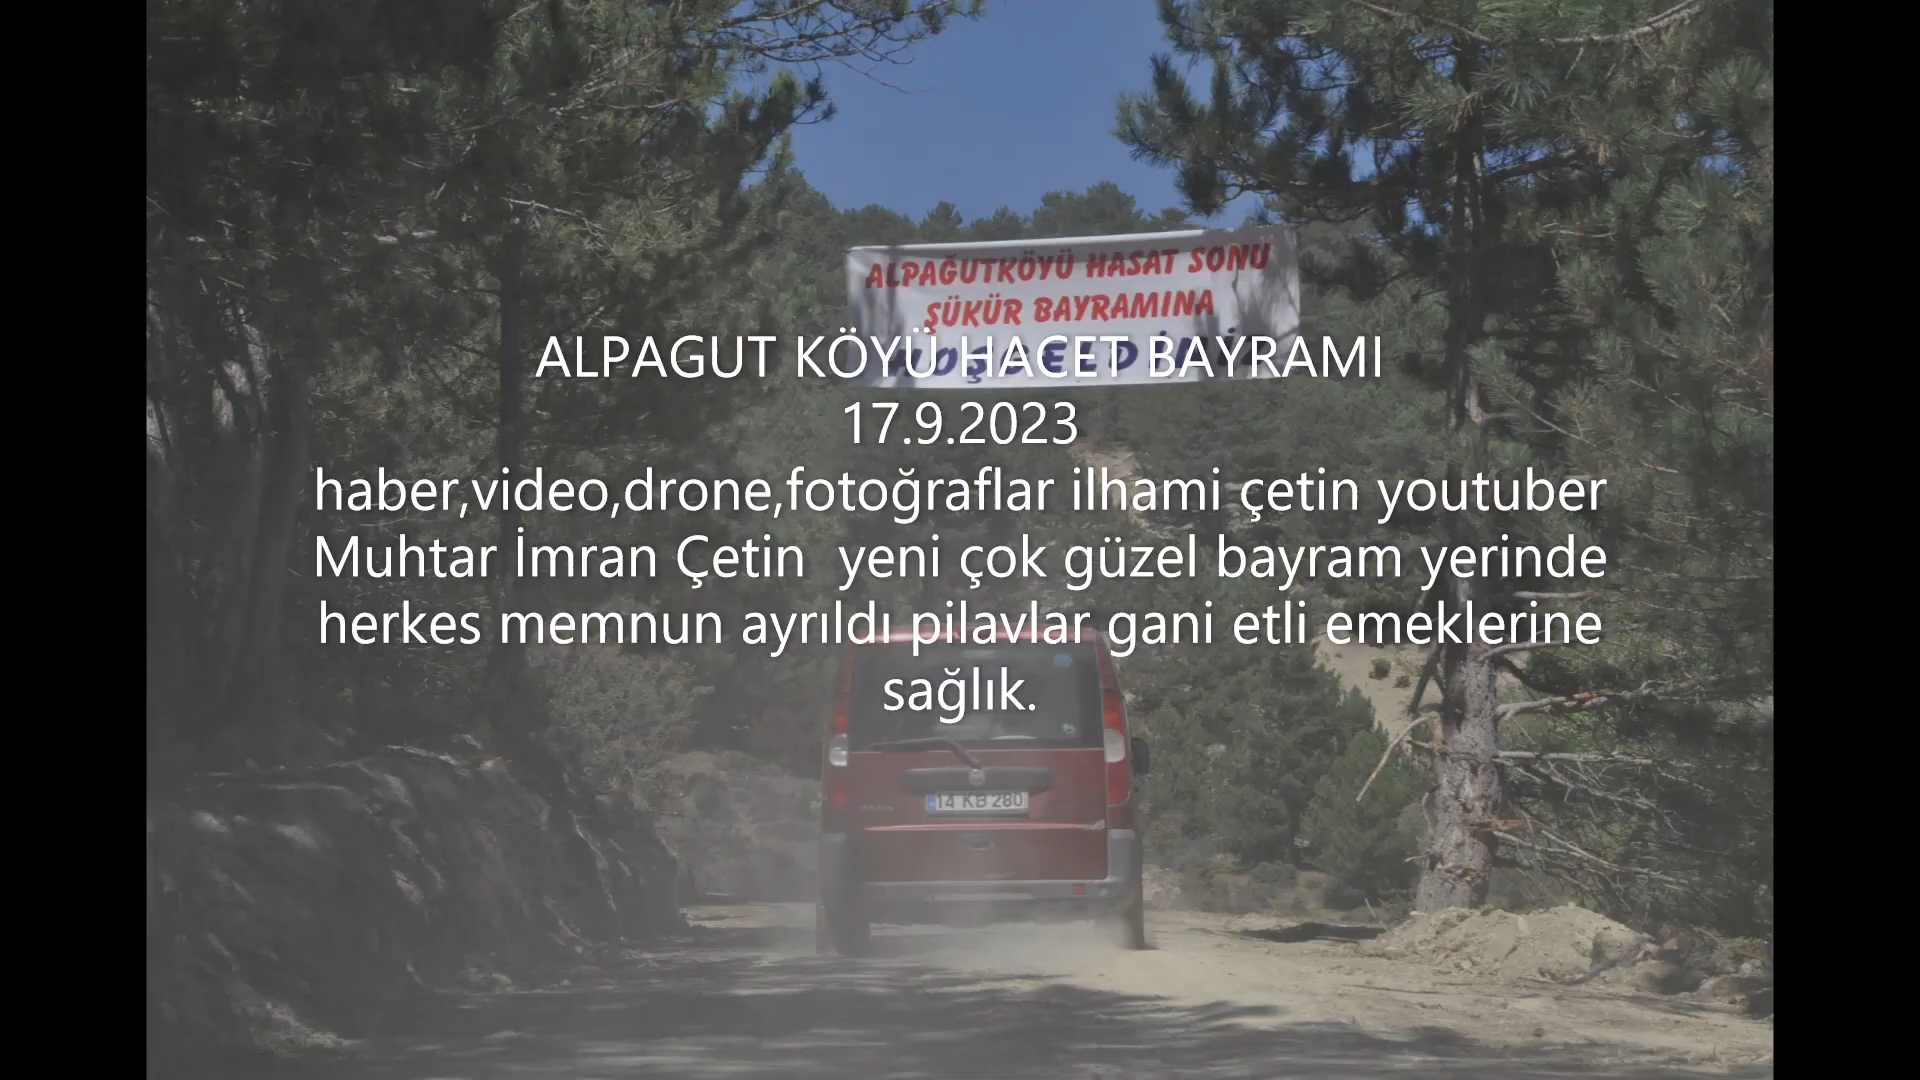 ALPAĞUTKÖYÜ HASAT SONU
ŞÜKÜR BAYRAMINA
HOŞGELDİNİZ
ALPAGUT KÖYÜ HACET BAYRAMI
17.9.2023
haber,video,drone,fotoğraflar ilhami çetin youtuber
Muhtar İmran Çetin  yeni çok güzel bayram yerinde
herkes memnun ayrıldı pilavlar gani etli emeklerine
sağlık.
14 KB 280